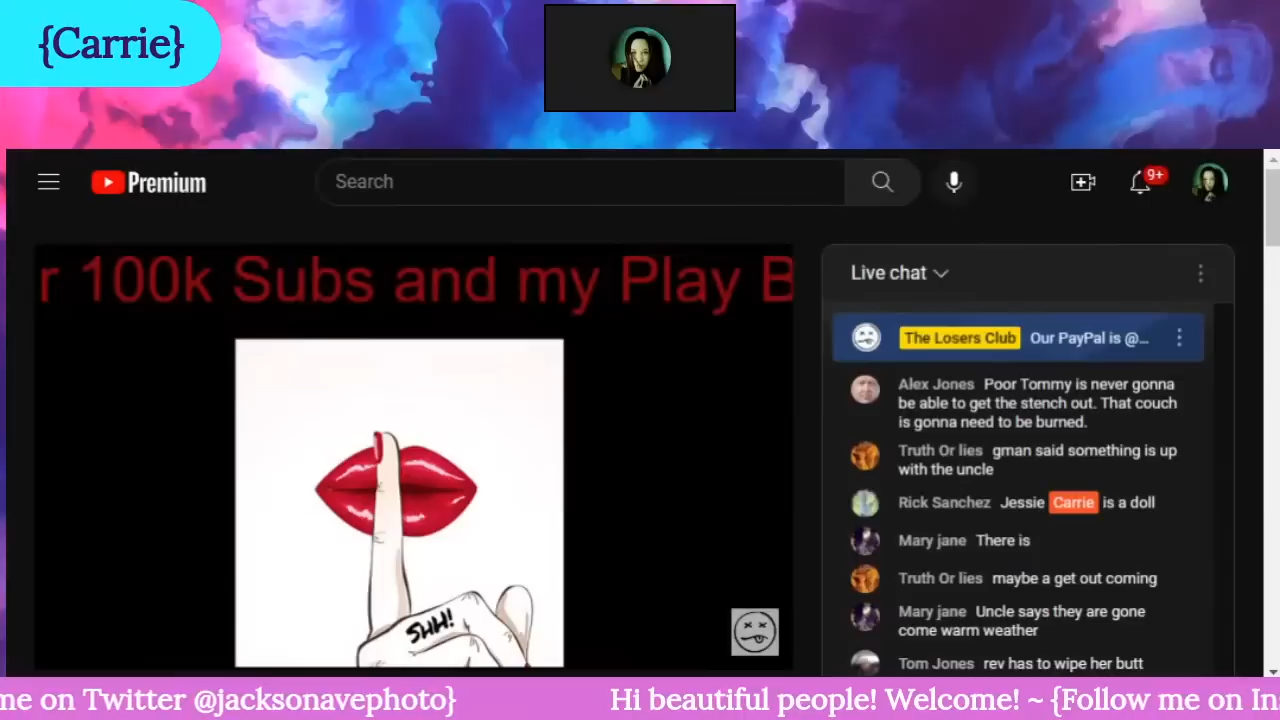 {Carrie}
Premium
Search
9+
r 100k Subs and my Play B
SHH!
Live chat
The Losers Club Our PayPal is @...
Alex Jones Poor Tommy is never gonna
be able to get the stench out. That couch
is gonna need to be burned.
Truth Or lies gman said something is up
with the uncle
Rick Sanchez Jessie Carrie is a doll
Mary jane There is
Truth Or lies maybe a get out coming
Mary jane Uncle says they are gone
come warm weather
Tom Jones rev has to wipe her butt
me on Twitter @jacksonavephoto} Hi beautiful people! Welcome! ~ {Follow me on Ins